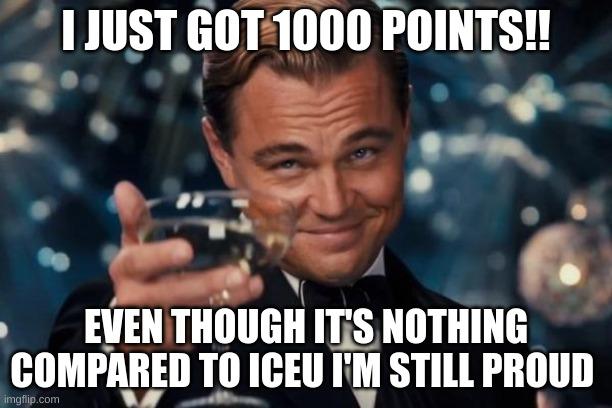 I JUST GOT 1000 POINTS!!
EVEN THOUGH IT'S NOTHING
COMPARED TO ICEU I'M STILL PROUD
imgflip.com